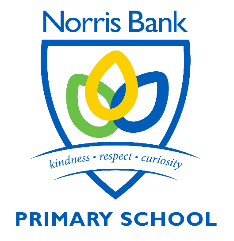 Norris Bank
kindness • respect • curiosity
PRIMARY SCHOOL